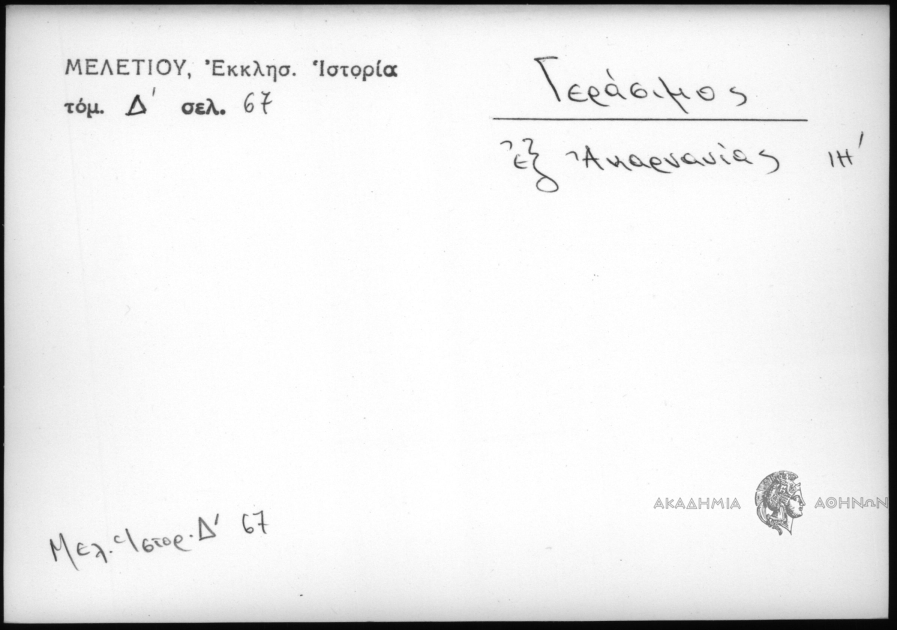 ΜΕΛΕΤΙΟΥ, Ἐκκλησ. Ἱστορία
τόμ. Δ' σελ. 67
Γεράσιμος
Ἐξ Ἀκαρνανίας ΙΗ'
Μελ. Ἱστορ. Δ' 67
ΑΚΑΔΗΜΙΑ ΑΘΗΝΩΝ